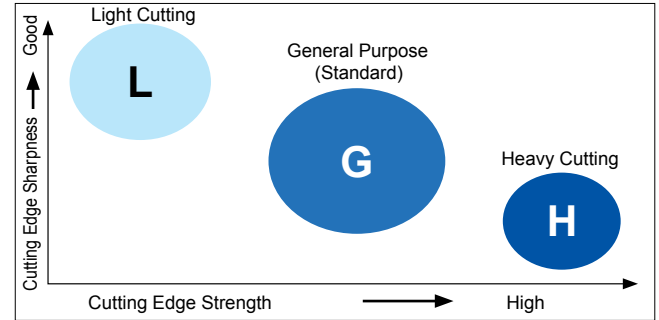 Light Cutting
L
General Purpose
(Standard)
G
Heavy Cutting
H
Cutting Edge Sharpness Good
Cutting Edge Strength High